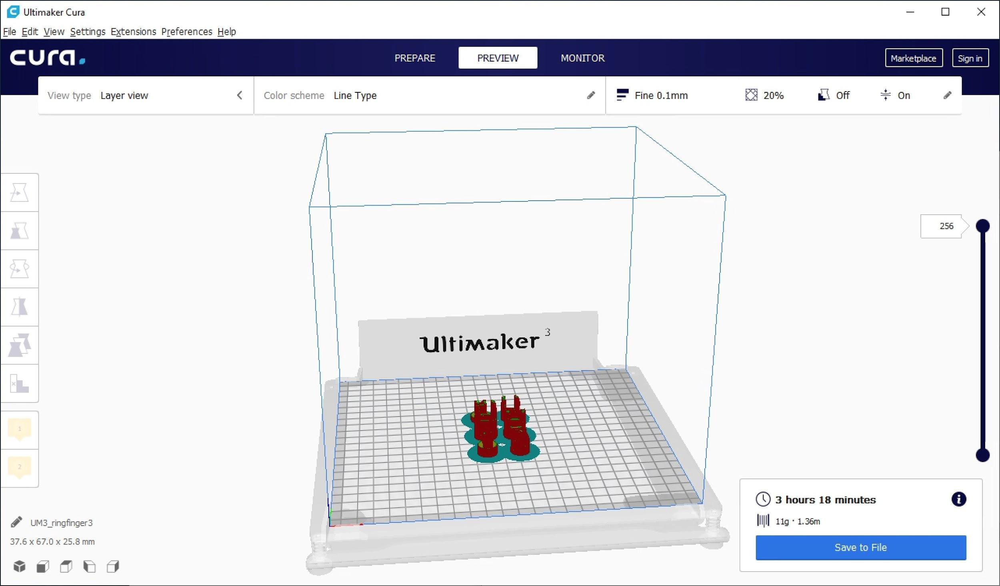 Ultimaker Cura
File Edit View Settings Extensions Preferences Help
cura.
PREPARE PREVIEW MONITOR
Marketplace Sign in
View type Layer view
Color scheme Line Type
Fine 0.1mm 20% Off On
256
Ultimaker 3
1
2
3 hours 18 minutes
11g · 1.36m
Save to File
UM3_ringfinger3
37.6 x 67.0 x 25.8 mm